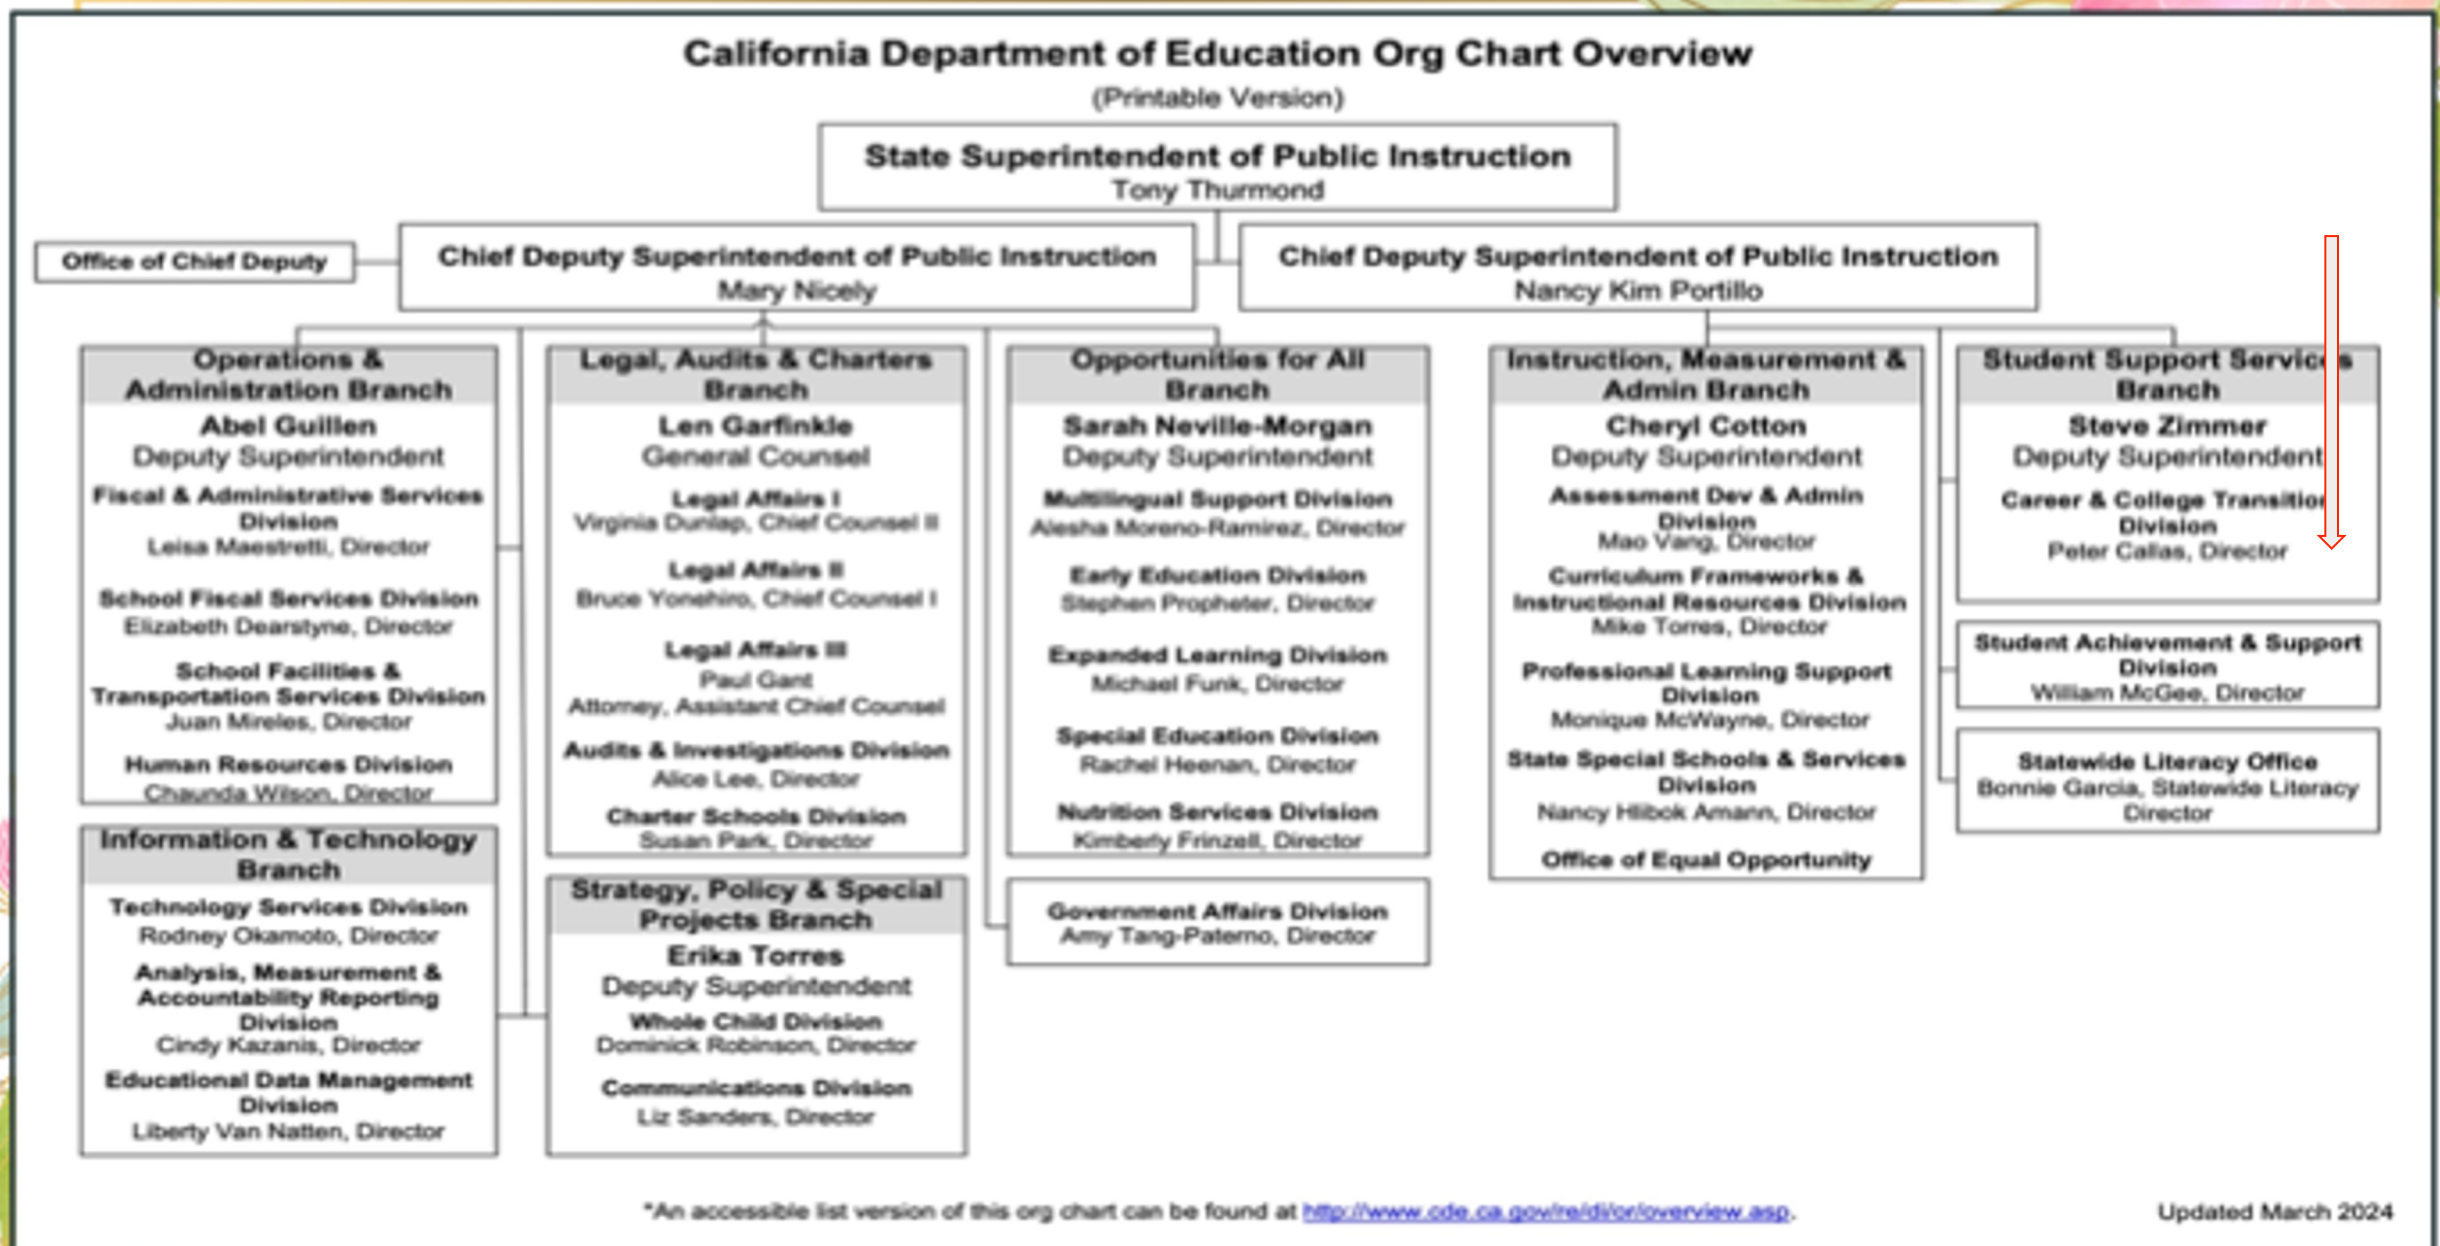 California Department of Education Org Chart Overview
(Printable Version)
State Superintendent of Public Instruction
Tony Thurmond
Office of Chief Deputy
Chief Deputy Superintendent of Public Instruction
Mary Nicely
Chief Deputy Superintendent of Public Instruction
Nancy Kim Portillo
Operations &
Administration Branch
Abel Guillen
Deputy Superintendent
Fiscal & Administrative Services
Division
Leisa Maestretti, Director
School Fiscal Services Division
Elizabeth Dearstyne, Director
School Facilities &
Transportation Services Division
Juan Mireles, Director
Human Resources Division
Chaunda Wilson, Director
Information & Technology
Branch
Technology Services Division
Rodney Okamoto, Director
Analysis, Measurement &
Accountability Reporting
Division
Cindy Kazanis, Director
Educational Data Management
Division
Liberty Van Natten, Director
Legal, Audits & Charters
Branch
Len Garfinkle
General Counsel
Legal Affairs I
Virginia Dunlap, Chief Counsel II
Legal Affairs II
Bruce Yonehiro, Chief Counsel I
Legal Affairs III
Paul Gant
Attorney, Assistant Chief Counsel
Audits & Investigations Division
Alice Lee, Director
Charter Schools Division
Susan Park, Director
Strategy, Policy & Special
Projects Branch
Erika Torres
Deputy Superintendent
Whole Child Division
Dominick Robinson, Director
Communications Division
Liz Sanders, Director
Opportunities for All
Branch
Sarah Neville-Morgan
Deputy Superintendent
Multilingual Support Division
Alesha Moreno-Ramirez, Director
Early Education Division
Stephen Propheter, Director
Expanded Learning Division
Michael Funk, Director
Special Education Division
Rachel Heenan, Director
Nutrition Services Division
Kimberly Frinzell, Director
Government Affairs Division
Amy Tang-Paterno, Director
Instruction, Measurement &
Admin Branch
Cheryl Cotton
Deputy Superintendent
Assessment Dev & Admin
Division
Mao Vang, Director
Curriculum Frameworks &
Instructional Resources Division
Mike Torres, Director
Professional Learning Support
Division
Monique McWayne, Director
State Special Schools & Services
Division
Nancy Hlibok Amann, Director
Office of Equal Opportunity
Student Support Services
Branch
Steve Zimmer
Deputy Superintendent
Career & College Transition
Division
Peter Callas, Director
Student Achievement & Support
Division
William McGee, Director
Statewide Literacy Office
Bonnie Garcia, Statewide Literacy
Director
*An accessible list version of this org chart can be found at http://www.cde.ca.gov/re/di/or/overview.asp.
Updated March 2024